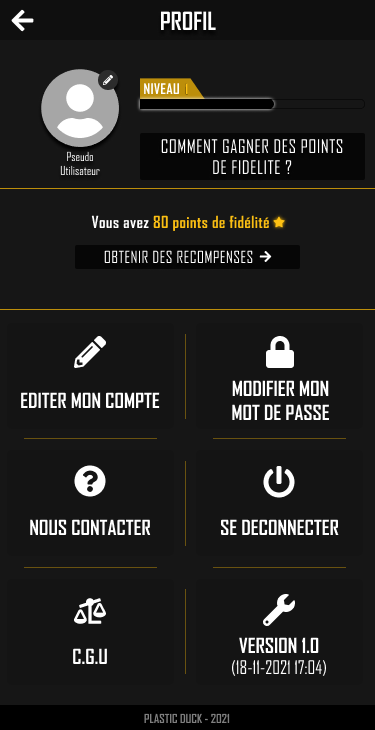 PROFIL
NIVEAU I
Pseudo
Utilisateur
COMMENT GAGNER DES POINTS
DE FIDELITE ?
Vous avez 80 points de fidélité
OBTENIR DES RECOMPENSES
EDITER MON COMPTE
MODIFIER MON
MOT DE PASSE
NOUS CONTACTER
SE DECONNECTER
C.G.U
VERSION 1.0
(18-11-2021 17:04)
PLASTIC DUCK - 2021